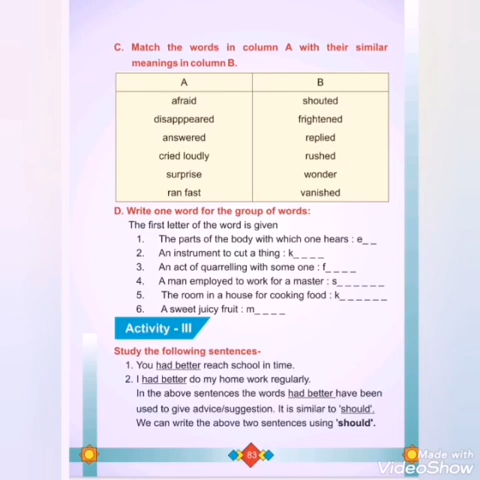 C. Match the words in column A with their similar
meanings in column B.
A B
afraid shouted
disapppeared frightened
answered replied
cried loudly rushed
surprise wonder
ran fast vanished
D. Write one word for the group of words:
The first letter of the word is given
1. The parts of the body with which one hears : e_ _
2. An instrument to cut a thing : k_ _ _ _
3. An act of quarrelling with some one : f_ _ _ _
4. A man employed to work for a master : s_ _ _ _ _ _
5. The room in a house for cooking food : k_ _ _ _ _ _
6. A sweet juicy fruit : m_ _ _ _
Activity - III
Study the following sentences-
1. You had better reach school in time.
2. I had better do my home work regularly.
In the above sentences the words had better have been
used to give advice/suggestion. It is similar to 'should'.
We can write the above two sentences using 'should'.
83
Made with
VideoShow